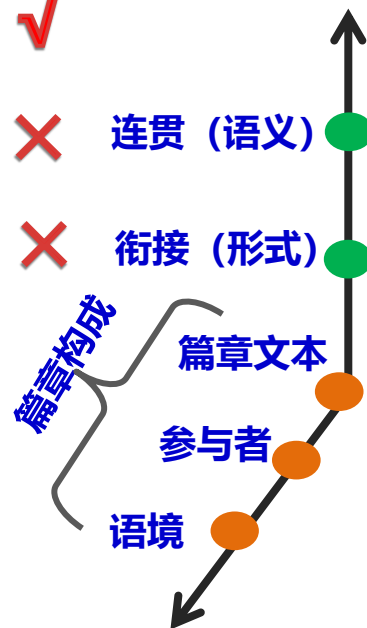 连贯（语义）
衔接（形式）
篇章构成
篇章文本
参与者
语境